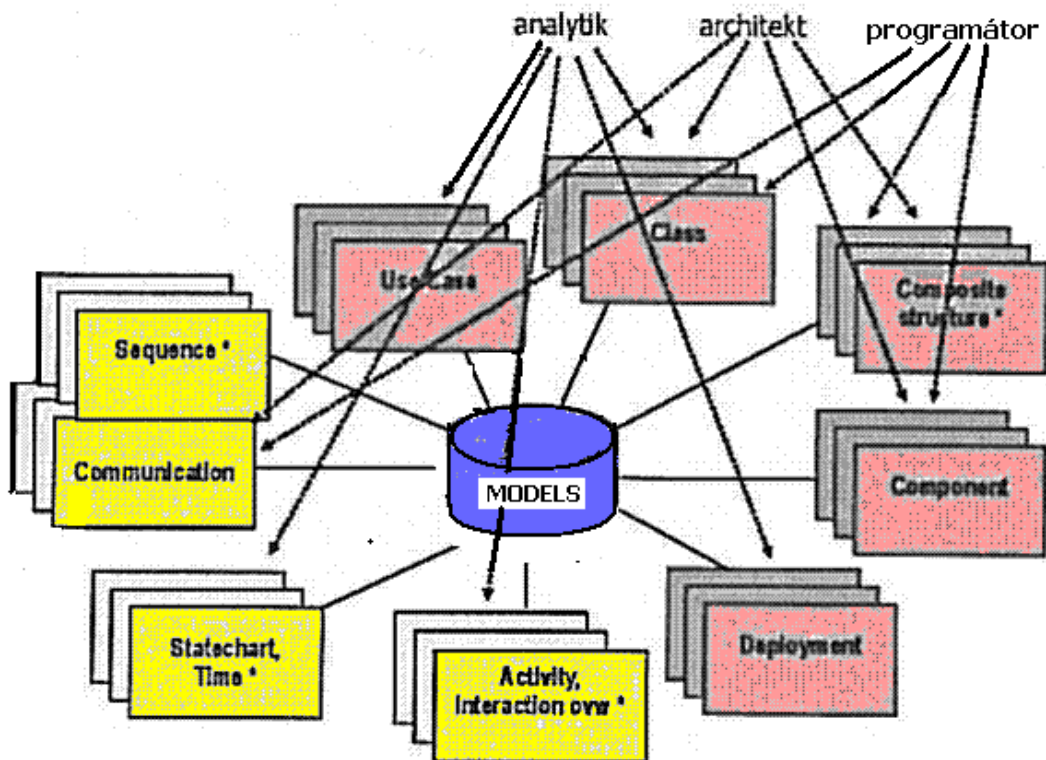 analytik architekt programátor
Class
Use Case
Composite
structure *
Sequence *
Communication
MODELS
Component
Statechart,
Time *
Activity,
Interaction ovw *
Deployment